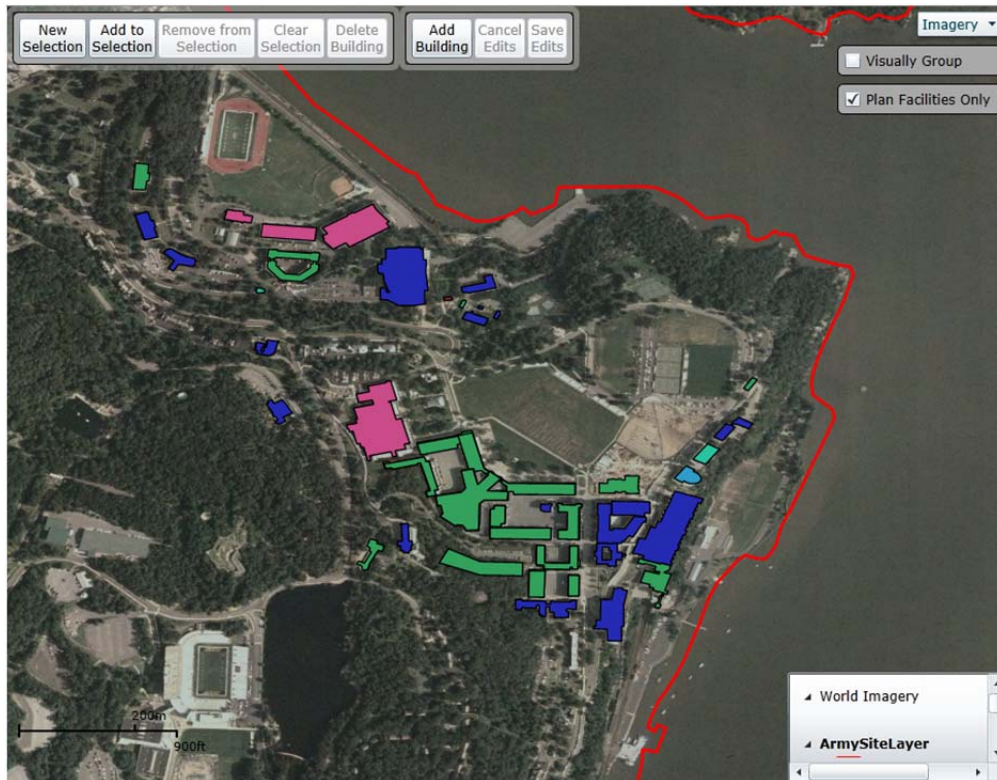 New
Selection
Add to
Selection
Remove from
Selection
Clear
Selection
Delete
Building
Add
Building
Cancel
Edits
Save
Edits
Imagery
Visually Group
Plan Facilities Only
200m
900ft
World Imagery
ArmySiteLayer